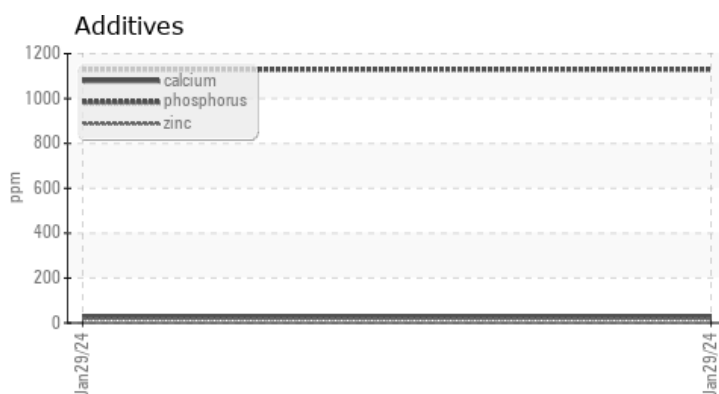 Additives
1200
1000
800
600
400
200
0
ppm
calcium
phosphorus
zinc
Jan29/24
Jan29/24